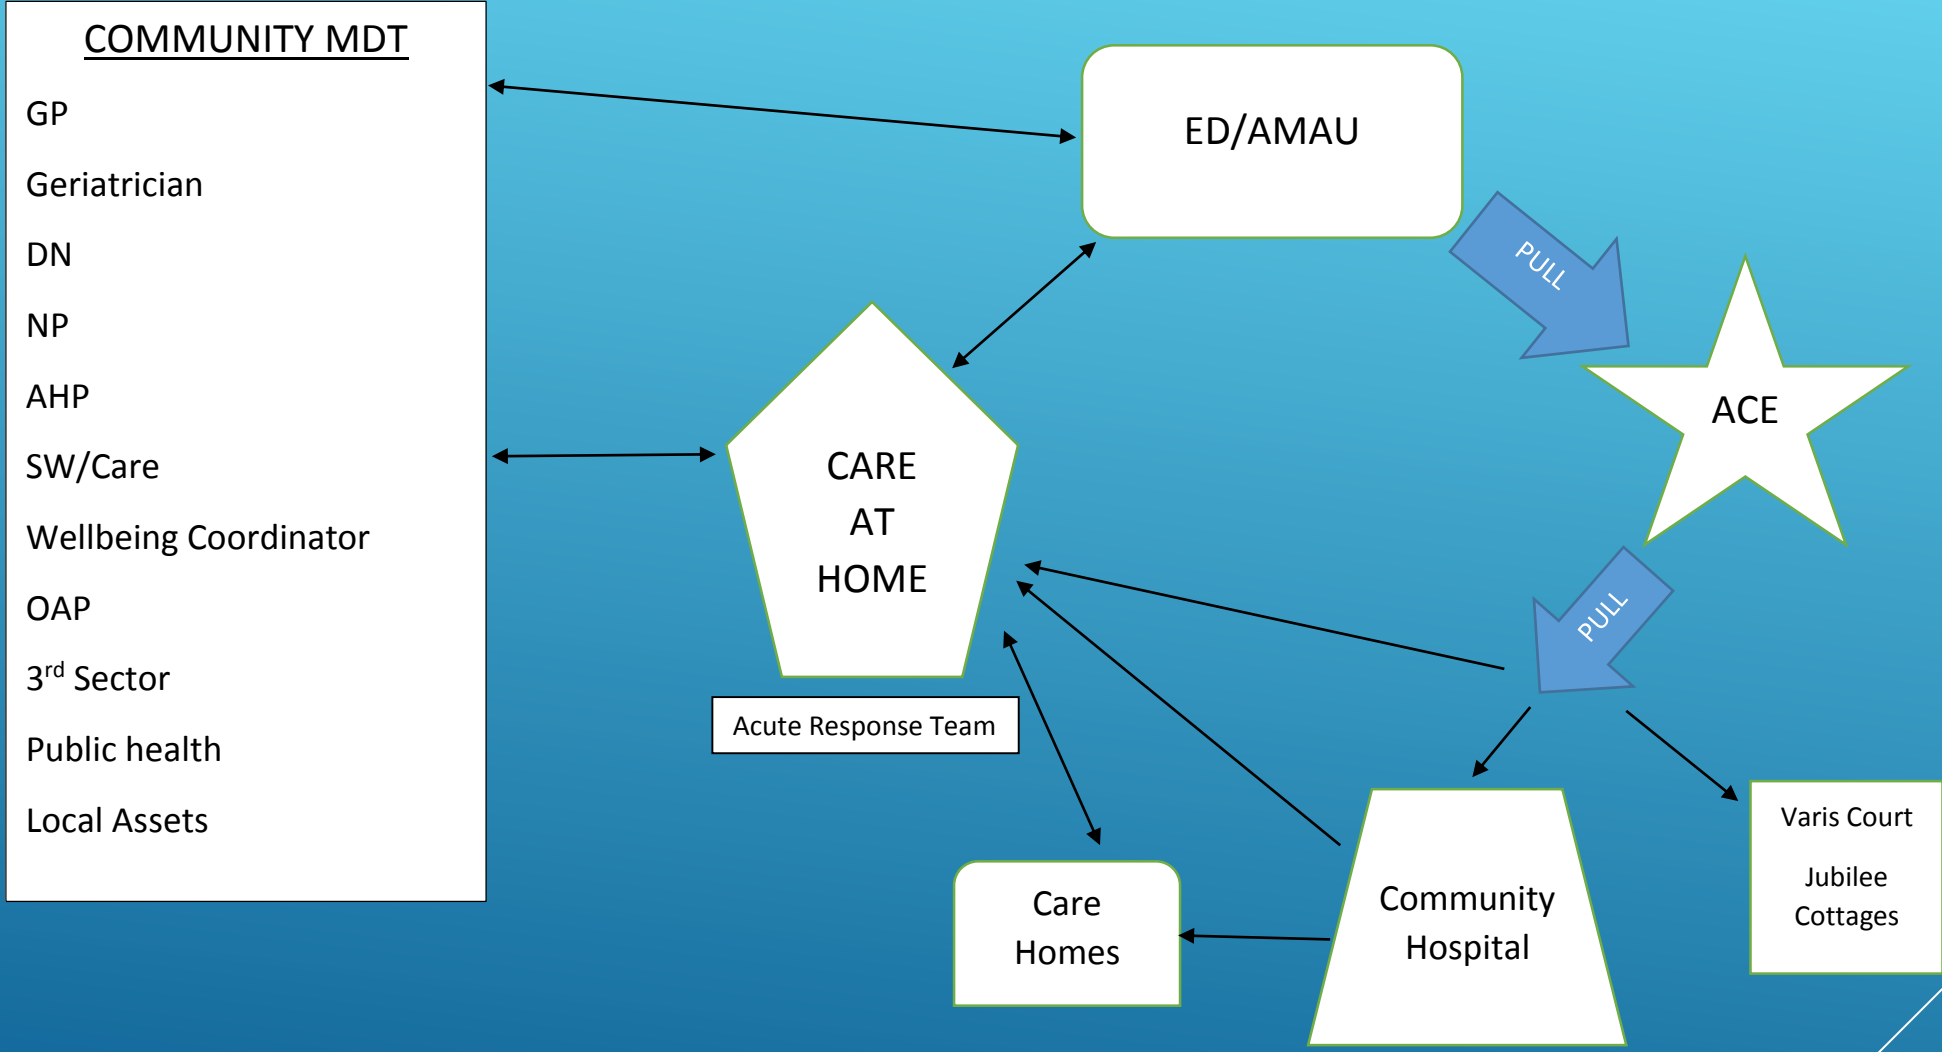 COMMUNITY MDT
GP
Geriatrician
DN
NP
AHP
SW/Care
Wellbeing Coordinator
OAP
3rd Sector
Public health
Local Assets
ED/AMAU
PULL
ACE
CARE
AT
HOME
PULL
Acute Response Team
Care
Homes
Community
Hospital
Varis Court
Jubilee
Cottages